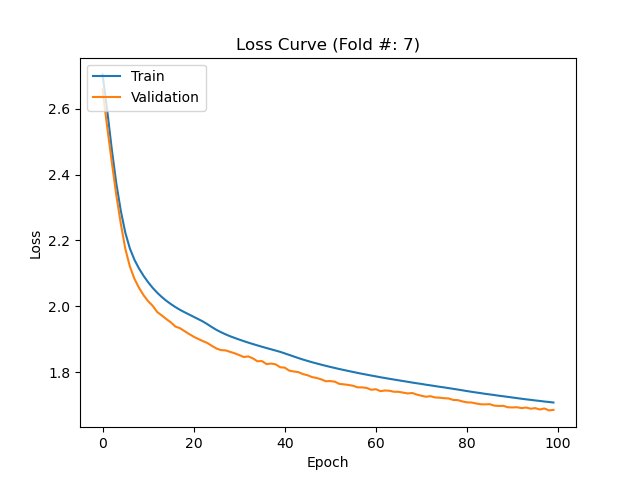 Loss Curve (Fold #: 7)
Train
Validation
2.6
2.4
2.2
2.0
1.8
Loss
0 20 40 60 80 100
Epoch